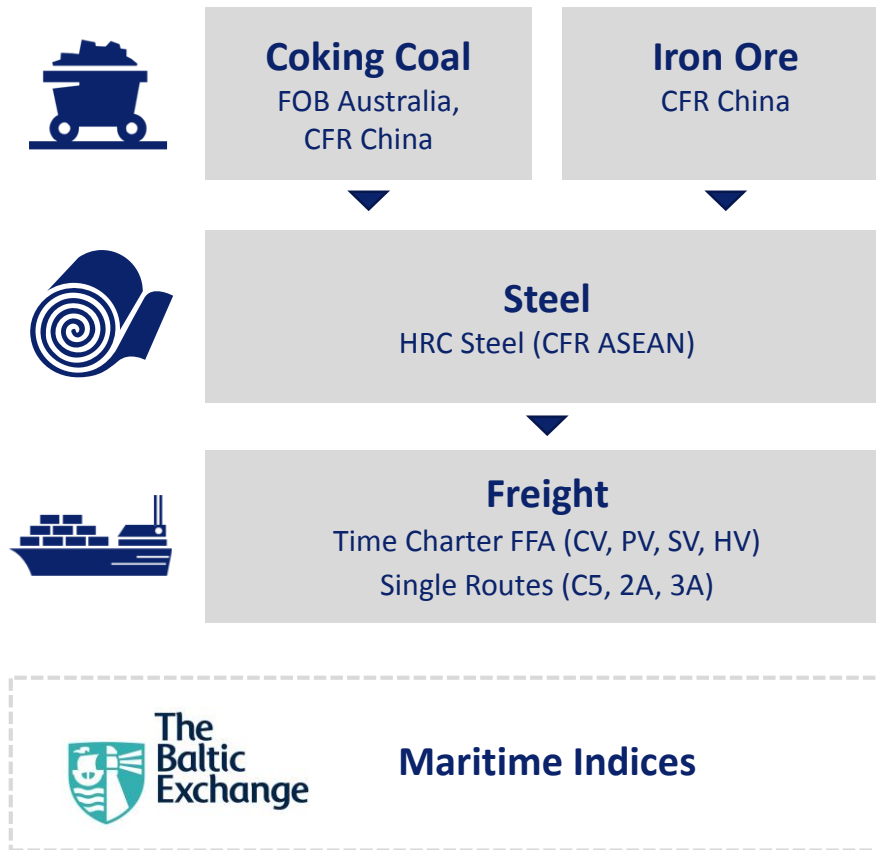 Coking Coal
FOB Australia,
CFR China
Iron Ore
CFR China
Steel
HRC Steel (CFR ASEAN)
Freight
Time Charter FFA (CV, PV, SV, HV)
Single Routes (C5, 2A, 3A)
The
Baltic
Exchange
Maritime Indices